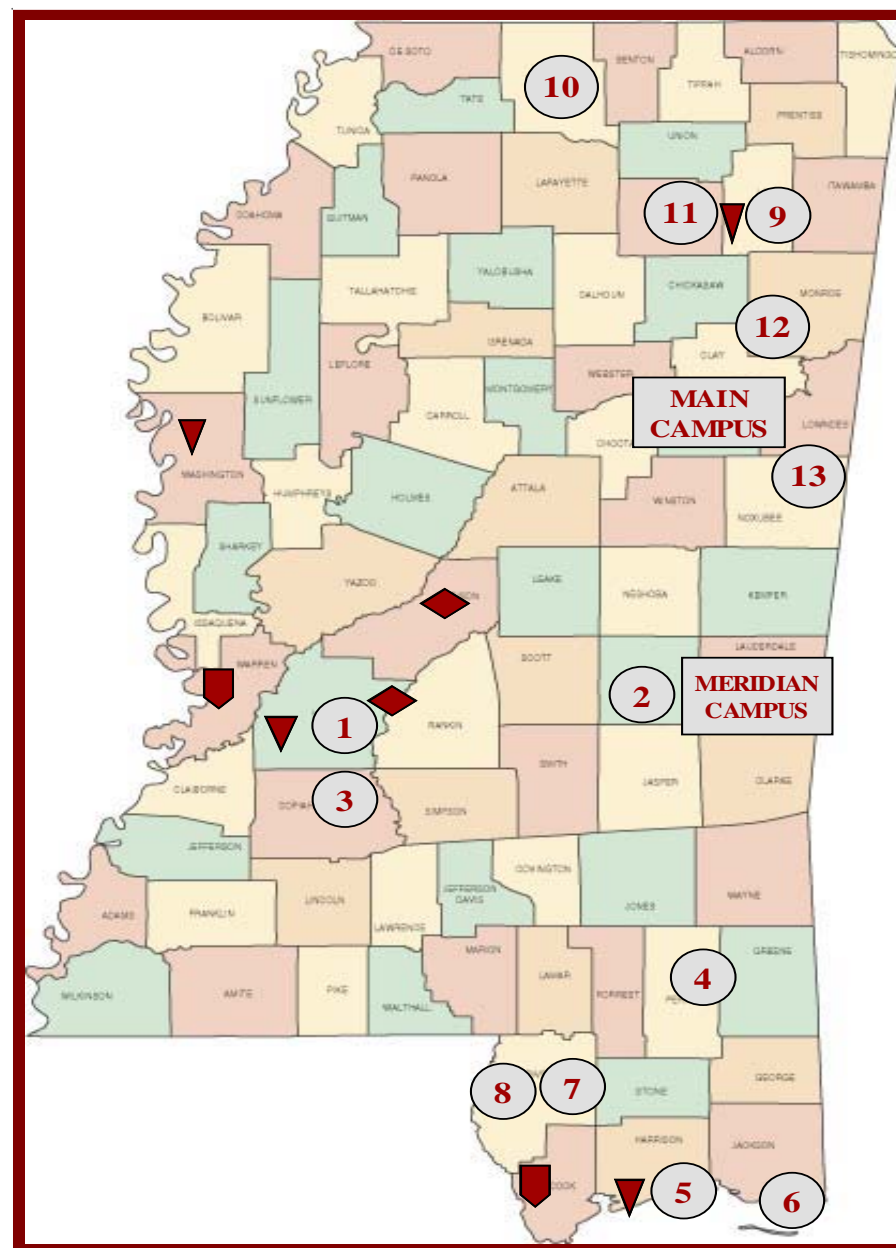 DE SOTO
BENTON
ALCORN
TISHOMINGO
TIPPAH
10
TATE
PRENTISS
TUNICA
UNION
PANOLA
LAFAYETTE
ITAWAMBA
COAHOMA
QUITMAN
11
9
YALOBUSHA
TALLAHATCHIE
CALHOUN
CHICKASAW
MONROE
BOLIVAR
12
GRENADA
CLAY
LEFLORE
WEBSTER
MONTGOMERY
SUNFLOWER
CARROLL
MAIN
CAMPUS
LOWNDES
CHOCTA
WASHINGTON
13
ATTALA
HUMPHREYS
HOLMES
WINSTON
NOXUBEE
SHARKEY
YAZOO
LEAKE
NESHOBA
KEMPER
ISSAQUENA
SCOTT
LAUDERDALE
WARREN
2
MERIDIAN
CAMPUS
1
RANKIN
SMITH
JASPER
CLARKE
CLAIBORNE
3
COPIAH
SIMPSON
JEFFERSON
COVINGTON
JEFFERSON
DAVIS
LINCOLN
JONES
WAYNE
ADAMS
FRANKLIN
LAWRENCE
MARION
GREENE
LAMAR
4
WILKINSON
AMITE
PIKE
FORREST
WALTHALL
8
7
STONE
GEORGE
HARRISON
JACKSON
COOK
5
6